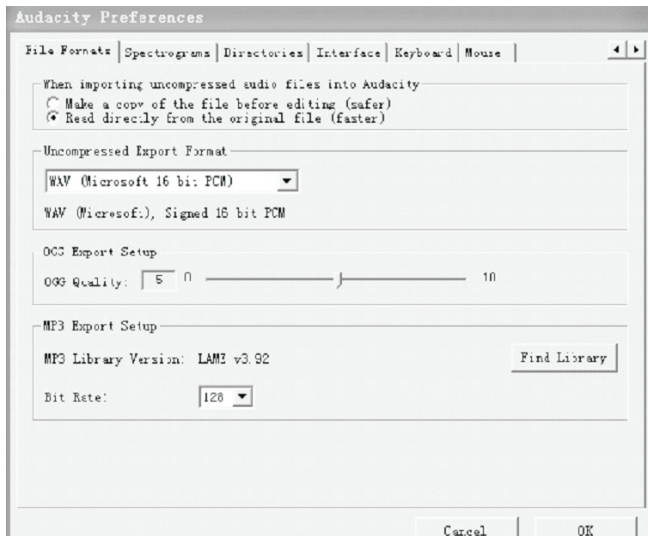 Audacity Preferences
File Formats Spectrograms Directories Interface Keyboard Mouse
When importing uncompressed audio files into Audacity
Make a copy of the file before editing (safer)
Read directly from the original file (faster)
Uncompressed Export Format
WAV (Microsoft 16 bit PCM)
WAV (Microsoft), Signed 16 bit PCM
OGG Export Setup
OGG Quality: 5 0 10
MP3 Export Setup
MP3 Library Version: LAME v3.92 Find Library
Bit Rate: 128
Cancel OK